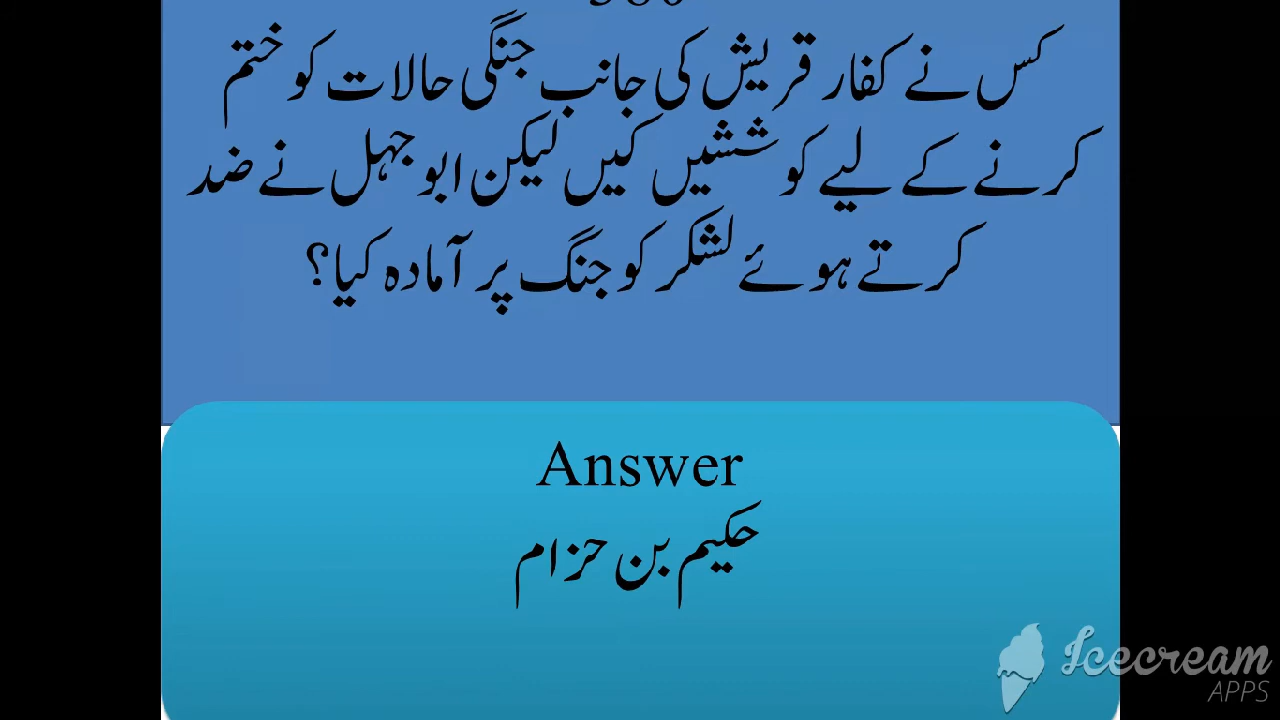 کس نے کفار قریش کی جانب جنگی حالات کو ختم
کرنے کے لیے کوششیں کیں لیکن ابو جہل نے ضد
کرتے ہوئے لشکر کو جنگ پر آمادہ کیا؟
Answer
حکیم بن حزام
Icecream
APPS